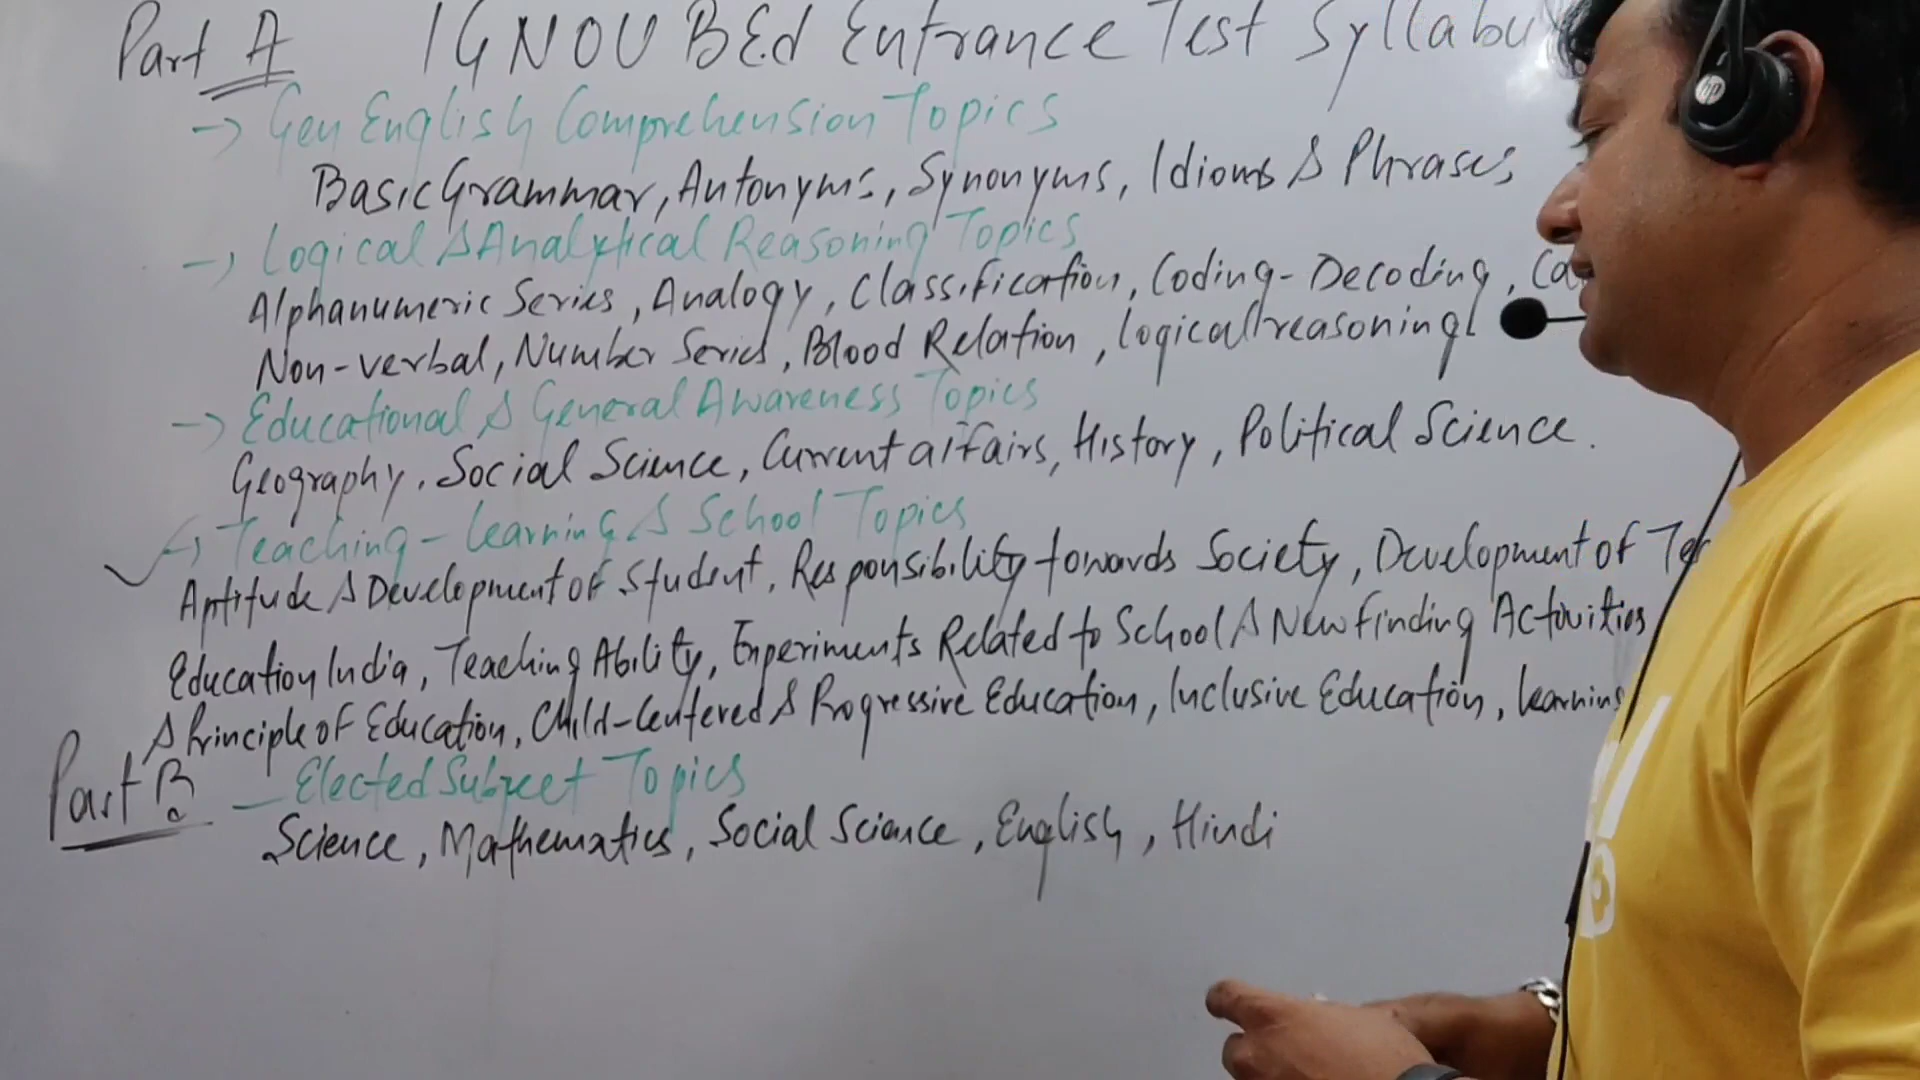 Part A IGNOU BEd Entrance Test Syllabu
→ Gen English Comprehension Topics
Basic Grammar, Antonyms, Synonyms, Idioms & Phrases,
→ Logical & Analytical Reasoning Topics
Alphanumeric Series, Analogy, Classification, Coding-Decoding, Ca
Non-verbal, Number Series, Blood Relation, logical reasoning
→ Educational & General Awareness Topics
Geography, Social Science, Current affairs, History, Political Science.
→ Teaching-Learning & School Topics
Aptitude & Development of Student, Responsibility towards Society, Development of Te
Education India, Teaching Ability, Experiments Related to School & New Finding Activities
& Principle of Education, Child-Centered & Progressive Education, Inclusive Education, learning
Part B. - Elected Subject Topics
Science, Mathematics, Social Science, English, Hindi
hp